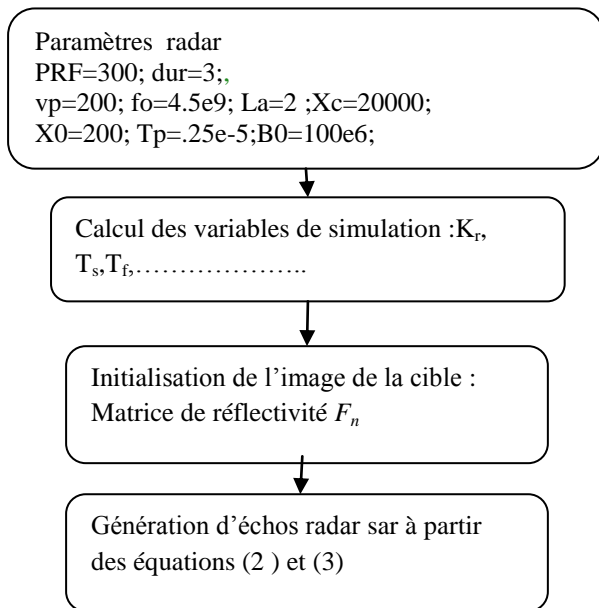 Paramètres radar
PRF=300; dur=3;,
vp=200; fo=4.5e9; La=2 ;Xc=20000;
X0=200; Tp=.25e-5;B0=100e6;
Calcul des variables de simulation :Kr,
Ts,Tf,………………..
Initialisation de l’image de la cible :
Matrice de réflectivité Fn
Génération d’échos radar sar à partir
des équations (2 ) et (3)